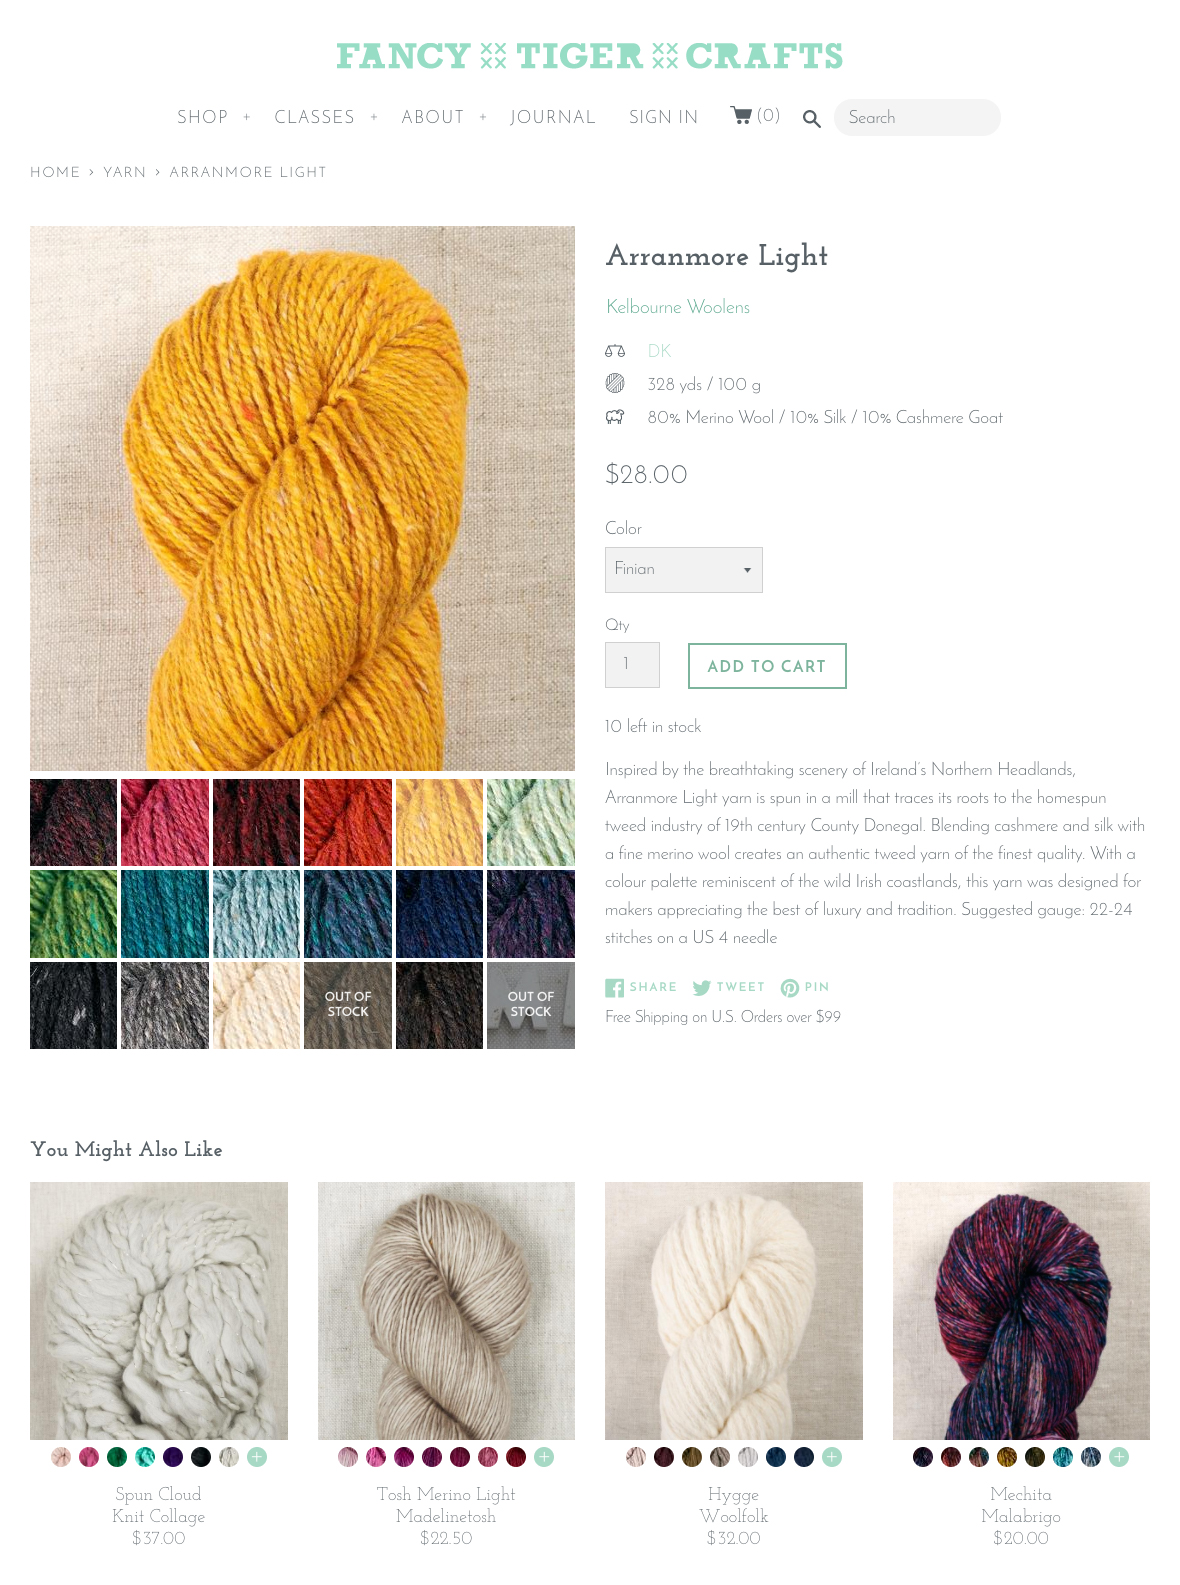 FANCY TIGER CRAFTS
SHOP + CLASSES + ABOUT + JOURNAL SIGN IN (0) Search
HOME › YARN › ARRANMORE LIGHT
Arranmore Light
Kelbourne Woolens
DK
328 yds / 100 g
80% Merino Wool / 10% Silk / 10% Cashmere Goat
$28.00
Color
Finian
Qty
1
ADD TO CART
10 left in stock
Inspired by the breathtaking scenery of Ireland's Northern Headlands,
Arranmore Light yarn is spun in a mill that traces its roots to the homespun
tweed industry of 19th century County Donegal. Blending cashmere and silk with
a fine merino wool creates an authentic tweed yarn of the finest quality. With a
colour palette reminiscent of the wild Irish coastlands, this yarn was designed for
makers appreciating the best of luxury and tradition. Suggested gauge: 22-24
stitches on a US 4 needle
SHARE TWEET PIN
Free Shipping on U.S. Orders over $99
OUT OF
STOCK
OUT OF
STOCK
You Might Also Like
Spun Cloud
Knit Collage
$37.00
Tosh Merino Light
Madelinetosh
$22.50
Hygge
Woolfolk
$32.00
Mechita
Malabrigo
$20.00